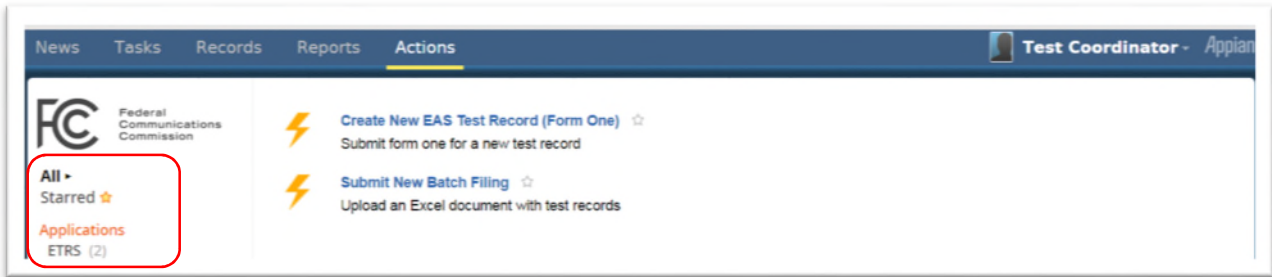 News Tasks Records Reports Actions Test Coordinator Appian
FCC Federal
Communications
Commission
Create New EAS Test Record (Form One)
Submit form one for a new test record
All
Starred
Submit New Batch Filing
Upload an Excel document with test records
Applications
ETRS (2)